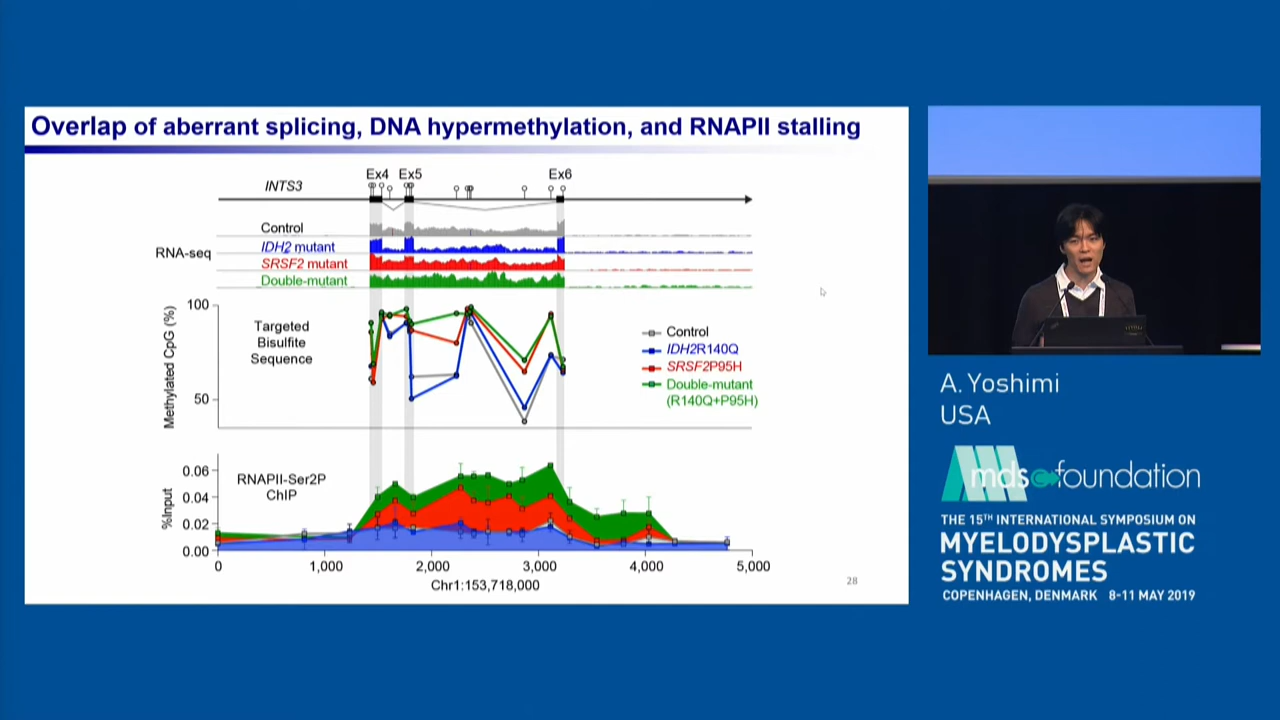 Overlap of aberrant splicing, DNA hypermethylation, and RNAPII stalling
Ex4 Ex5 Ex6
INTS3
RNA-seq
Control
IDH2 mutant
SRSF2 mutant
Double-mutant
Methylated CpG (%)
100
50
Targeted
Bisulfite
Sequence
Control
IDH2R140Q
SRSF2P95H
Double-mutant
(R140Q+P95H)
%Input
0.06
0.04
0.02
0.00
RNAPII-Ser2P
ChIP
0 1,000 2,000 3,000 4,000 5,000
Chr1:153,718,000
28
A. Yoshimi
USA
mds foundation
THE 15TH INTERNATIONAL SYMPOSIUM ON
MYELODYSPLASTIC
SYNDROMES
COPENHAGEN, DENMARK 8-11 MAY 2019